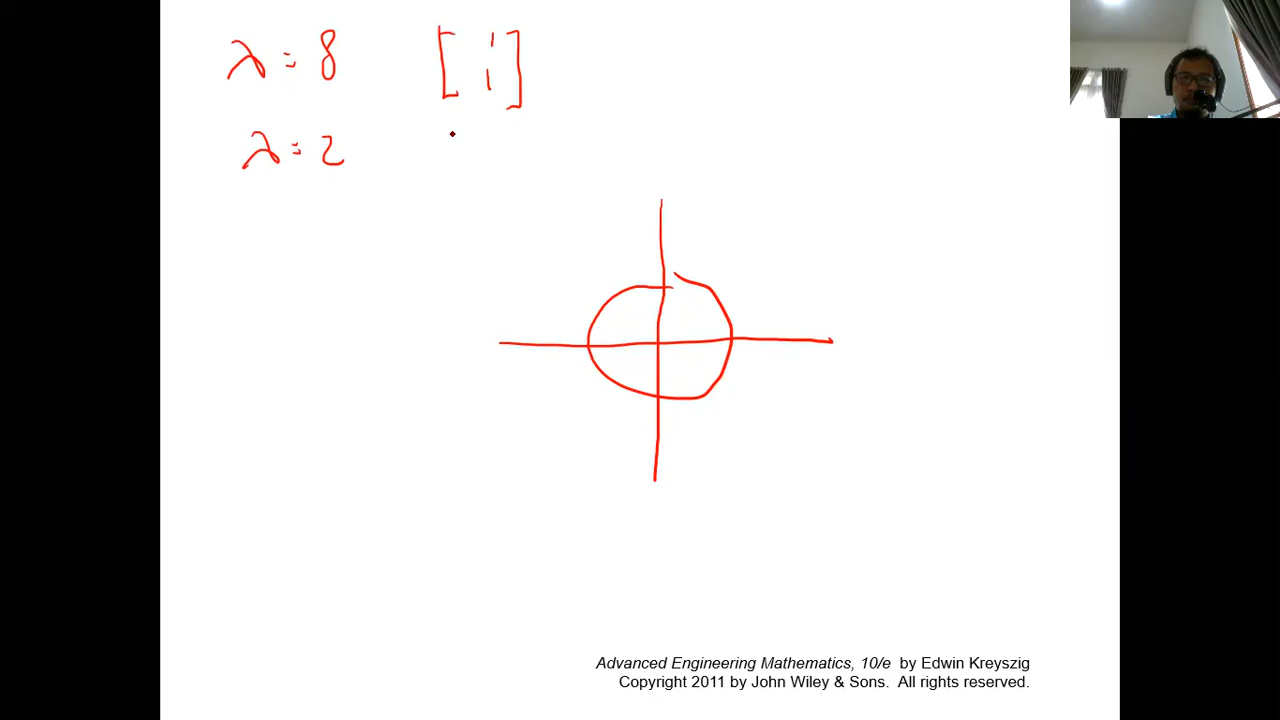 λ = 8 [ 1
1 ]
λ = 2
Advanced Engineering Mathematics, 10/e by Edwin Kreyszig
Copyright 2011 by John Wiley & Sons. All rights reserved.